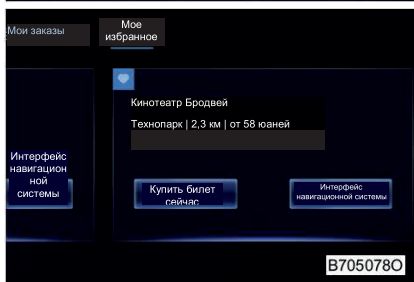 Мои заказы
Мое
избранное
Кинотеатр Бродвей
Технопарк | 2,3 км | от 58 юаней
Интерфейс
навигацион
ной
системы
Купить билет
сейчас
Интерфейс
навигационной системы
B705078O